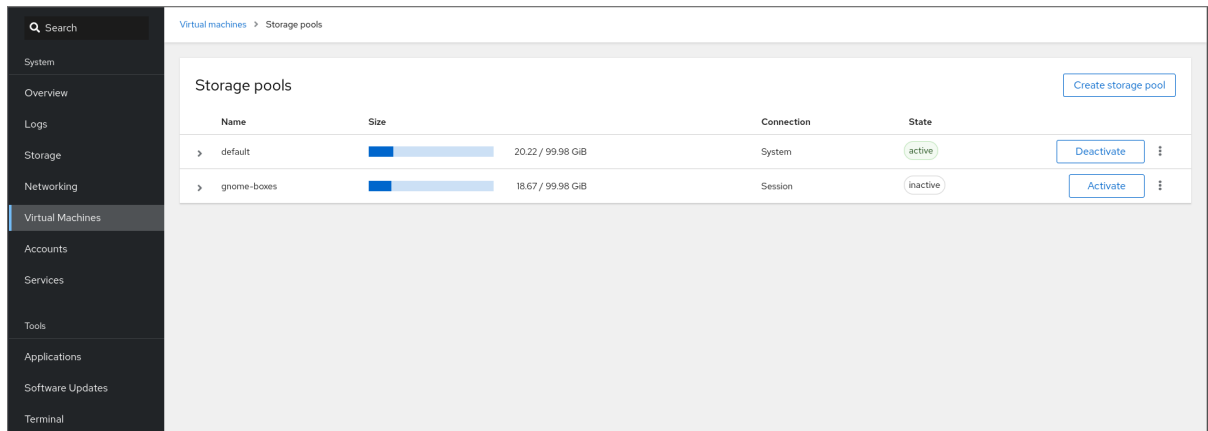 Search
System
Overview
Logs
Storage
Networking
Virtual Machines
Accounts
Services
Tools
Applications
Software Updates
Terminal
Virtual machines > Storage pools
Storage pools
Create storage pool
Name Size Connection State
default 20.22 / 99.98 GiB System active Deactivate
gnome-boxes 18.67 / 99.98 GiB Session inactive Activate